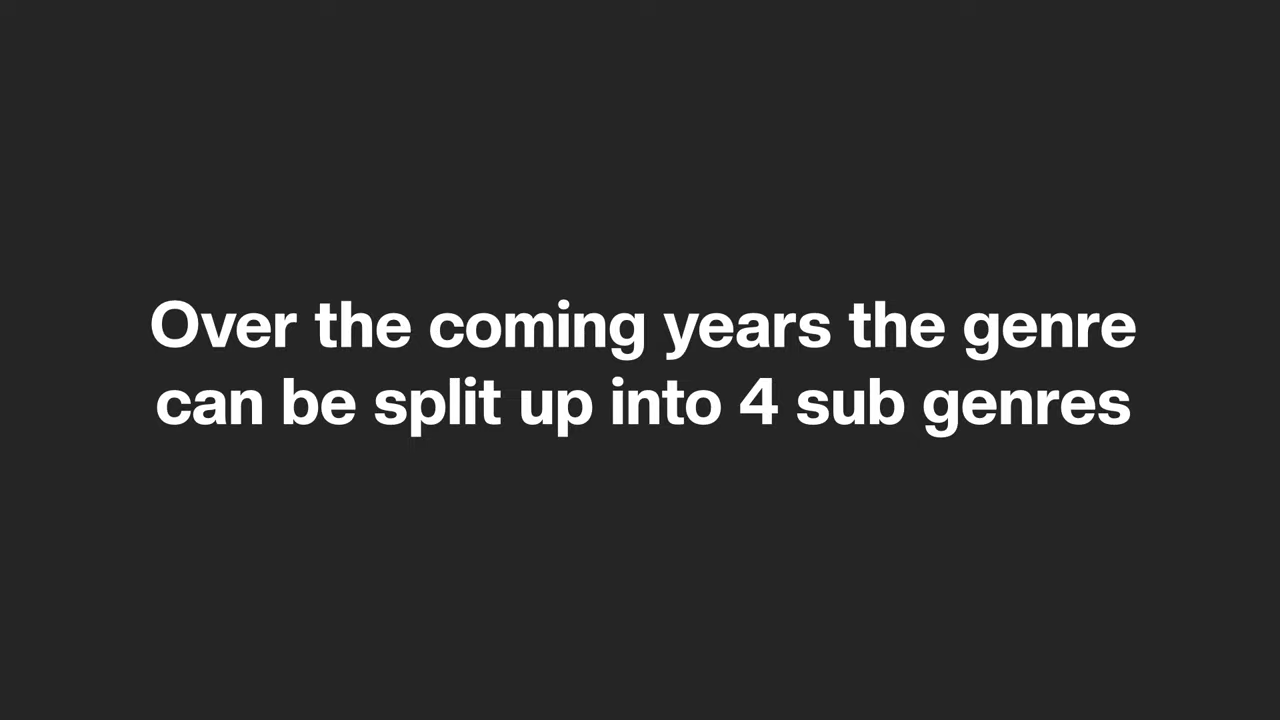 Over the coming years the genre
can be split up into 4 sub genres